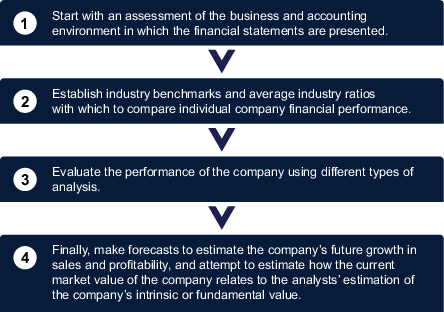 1
Start with an assessment of the business and accounting
environment in which the financial statements are presented.
2
Establish industry benchmarks and average industry ratios
with which to compare individual company financial performance.
3
Evaluate the performance of the company using different types of
analysis.
4
Finally, make forecasts to estimate the company's future growth in
sales and profitability, and attempt to estimate how the current
market value of the company relates to the analysts' estimation of
the company's intrinsic or fundamental value.